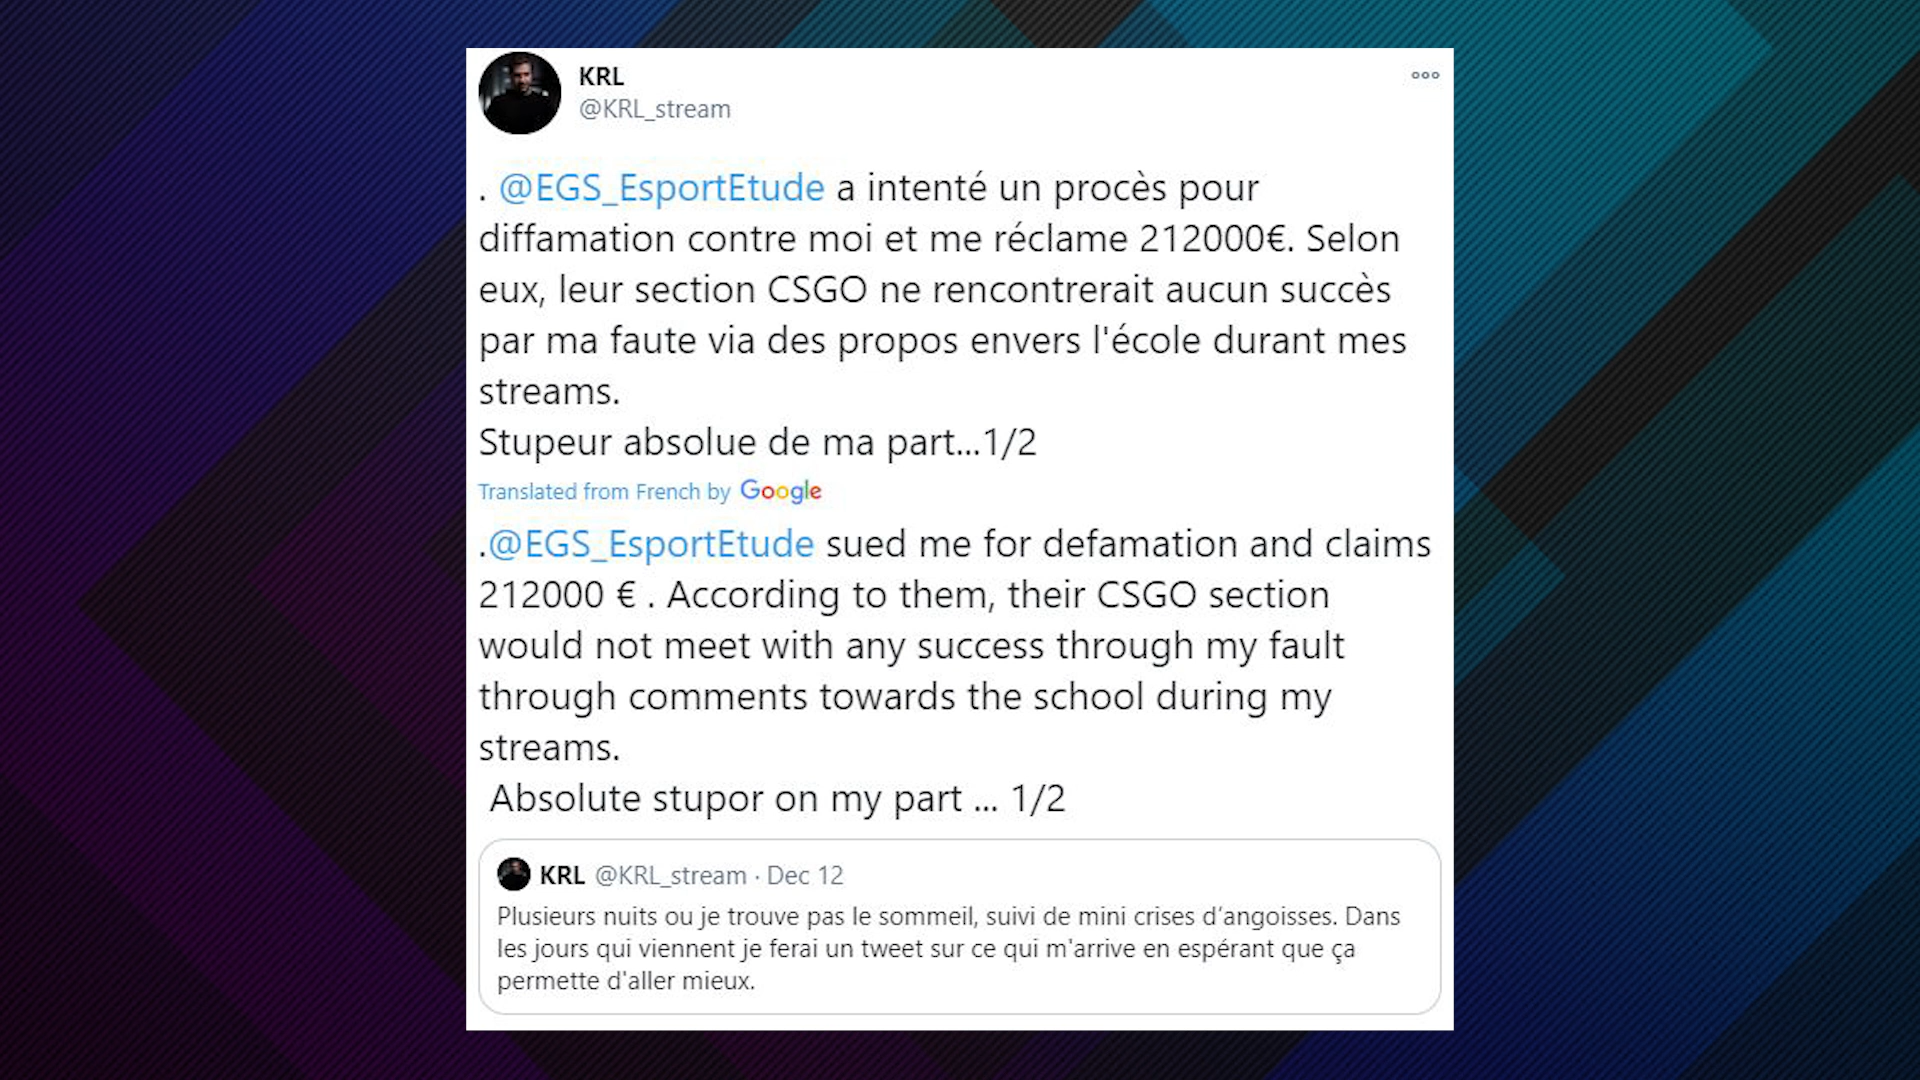 KRL
@KRL_stream
. @EGS_EsportEtude a intenté un procès pour
diffamation contre moi et me réclame 212000€. Selon
eux, leur section CSGO ne rencontrerait aucun succès
par ma faute via des propos envers l'école durant mes
streams.
Stupeur absolue de ma part...1/2
Translated from French by Google
.@EGS_EsportEtude sued me for defamation and claims
212000 € . According to them, their CSGO section
would not meet with any success through my fault
through comments towards the school during my
streams.
Absolute stupor on my part ... 1/2
KRL @KRL_stream · Dec 12
Plusieurs nuits ou je trouve pas le sommeil, suivi de mini crises d’angoisses. Dans
les jours qui viennent je ferai un tweet sur ce qui m'arrive en espérant que ça
permette d'aller mieux.